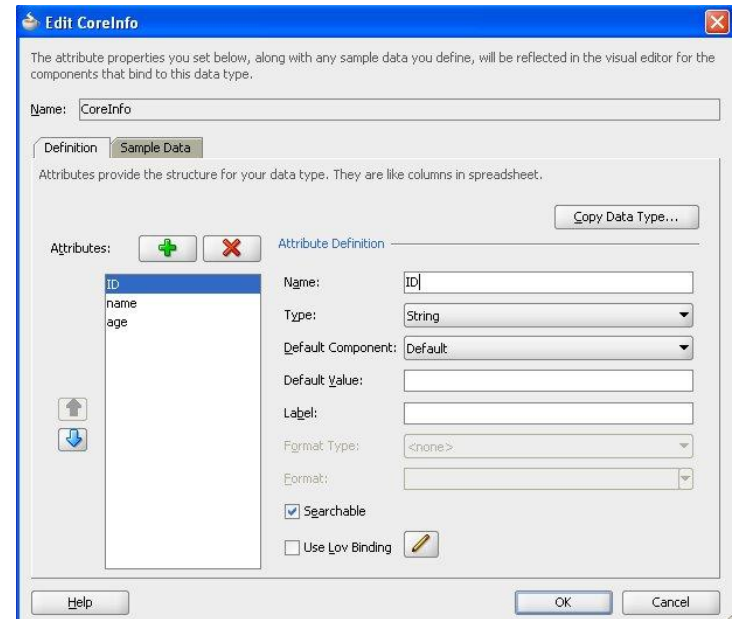 Edit CoreInfo
The attribute properties you set below, along with any sample data you define, will be reflected in the visual editor for the
components that bind to this data type.
Name: CoreInfo
Definition Sample Data
Attributes provide the structure for your data type. They are like columns in spreadsheet.
Copy Data Type...
Attributes:
ID
name
age
Attribute Definition
Name: ID
Type: String
Default Component: Default
Default Value:
Label:
Format Type: <none>
Format:
Searchable
Use Lov Binding
Help OK Cancel